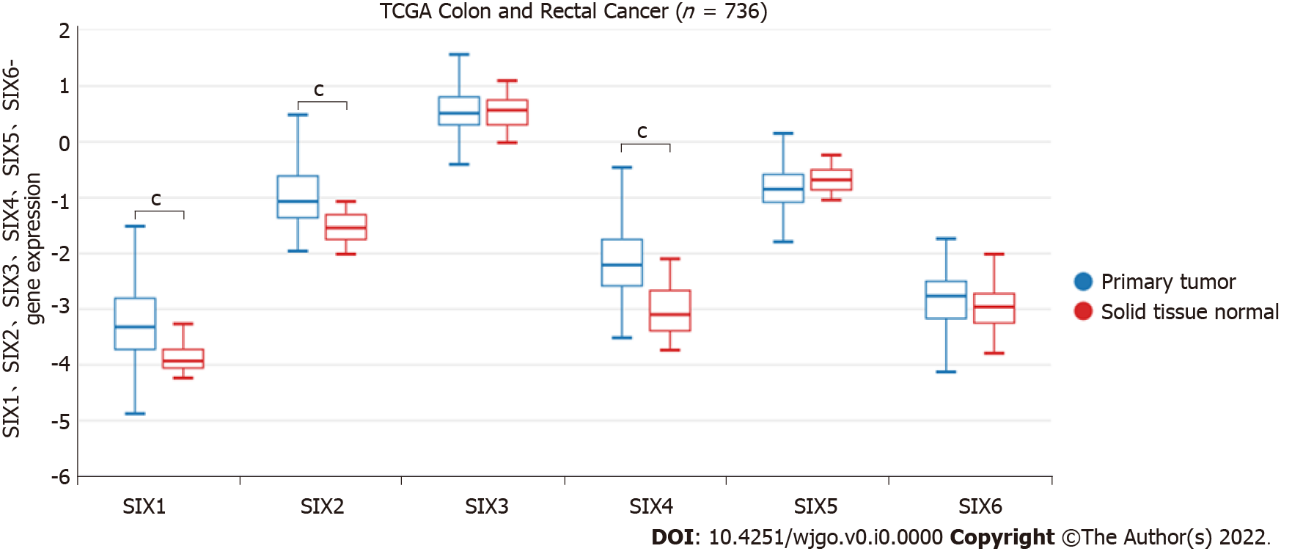 TCGA Colon and Rectal Cancer (n = 736)
SIX1、SIX2、SIX3、SIX4、SIX5、SIX6-
gene expression
2
1
0
-1
-2
-3
-4
-5
-6
c
c
c
SIX1
SIX2
SIX3
SIX4
SIX5
SIX6
Primary tumor
Solid tissue normal
DOI: 10.4251/wjgo.v0.i0.0000 Copyright ©The Author(s) 2022.